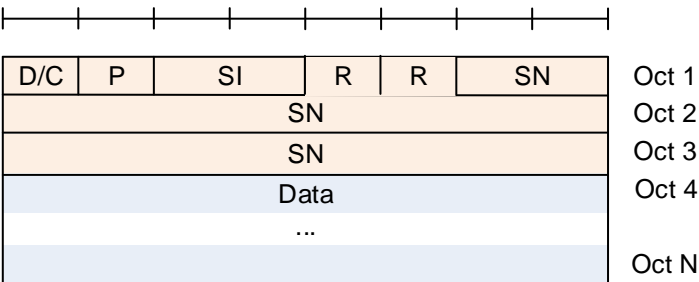 D/C P SI R R SN Oct 1
SN Oct 2
SN Oct 3
Data Oct 4
...
Oct N